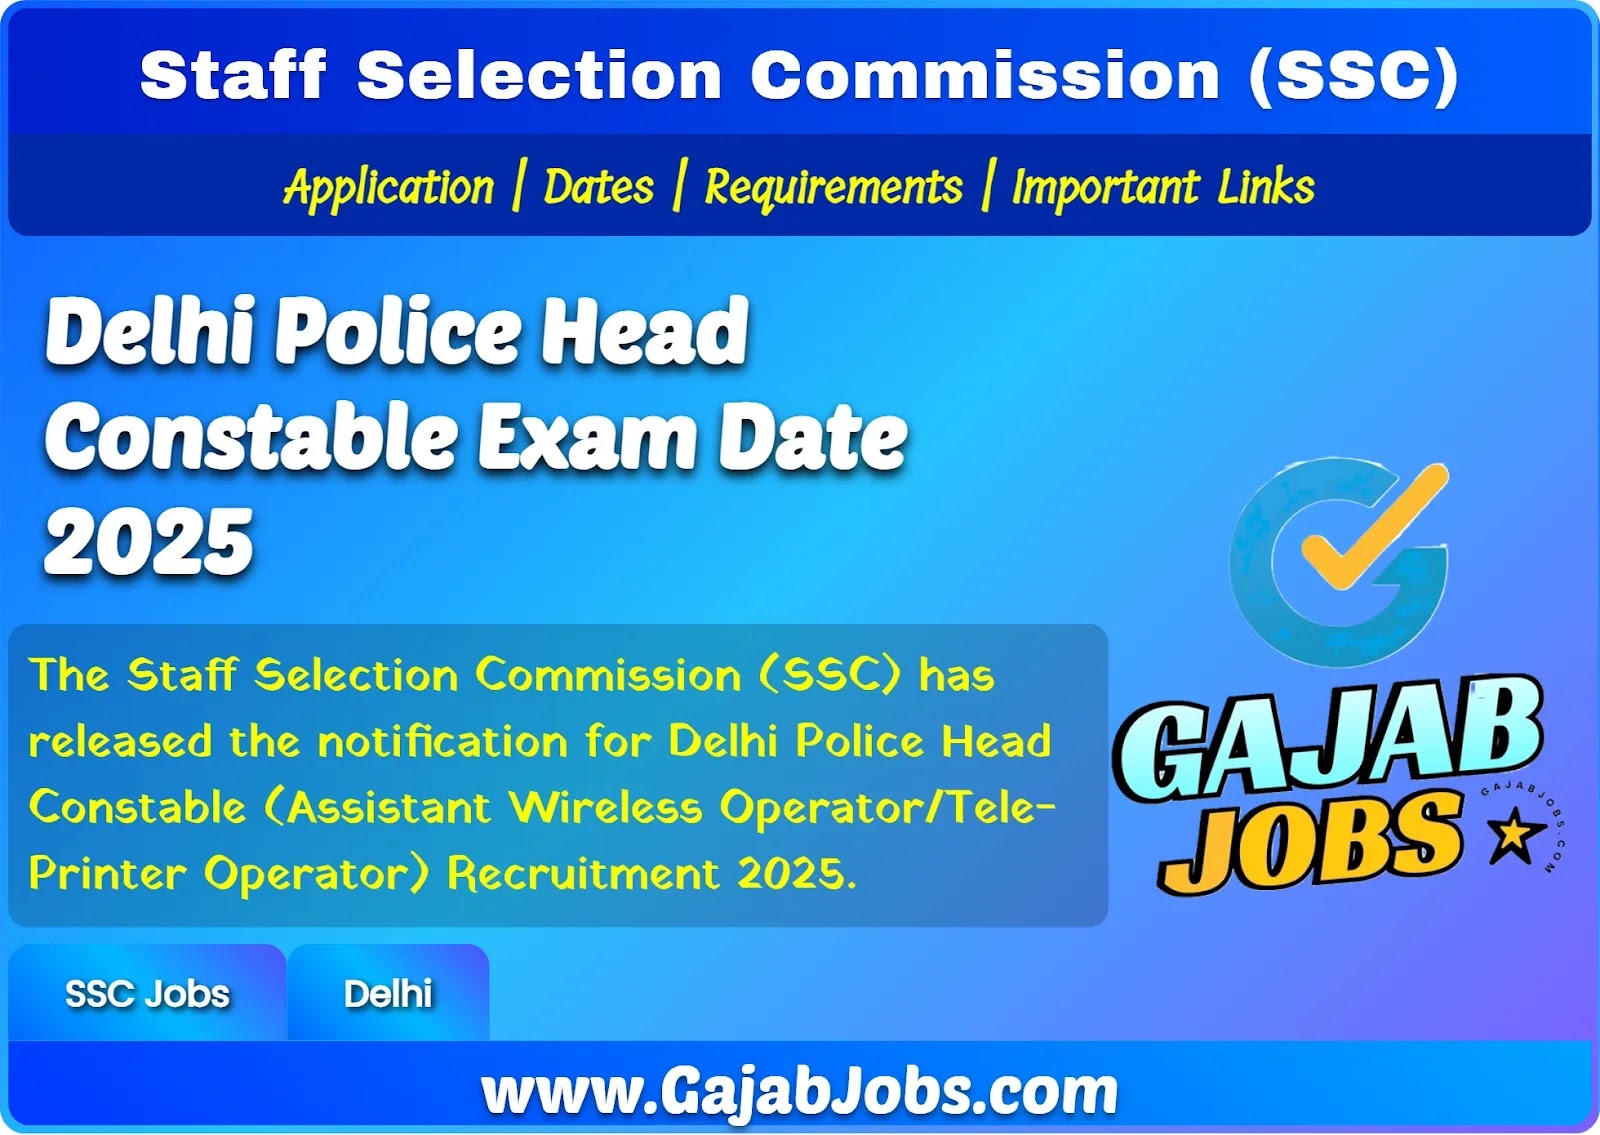 Staff Selection Commission (SSC)
Application | Dates | Requirements | Important Links
Delhi Police Head
Constable Exam Date
2025
The Staff Selection Commission (SSC) has
released the notification for Delhi Police Head
Constable (Assistant Wireless Operator/Tele-
Printer Operator) Recruitment 2025.
GAJAB
JOBS
GAJABJOBS.COM
SSC Jobs
Delhi
www.GajabJobs.com